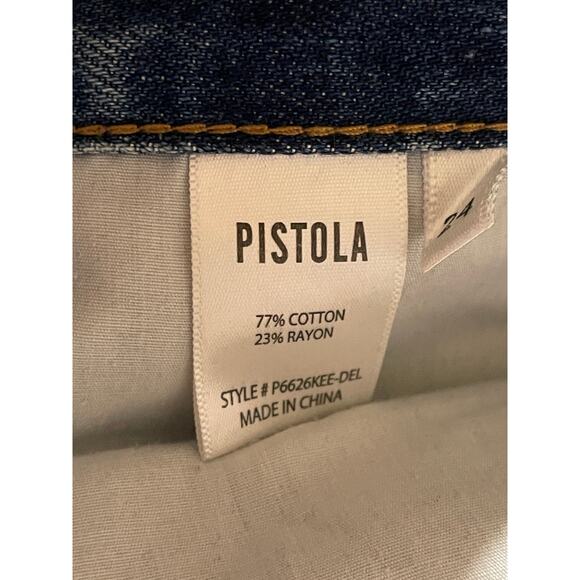 PISTOLA
77% COTTON
23% RAYON
STYLE # P6626KEE-DEL
MADE IN CHINA
24